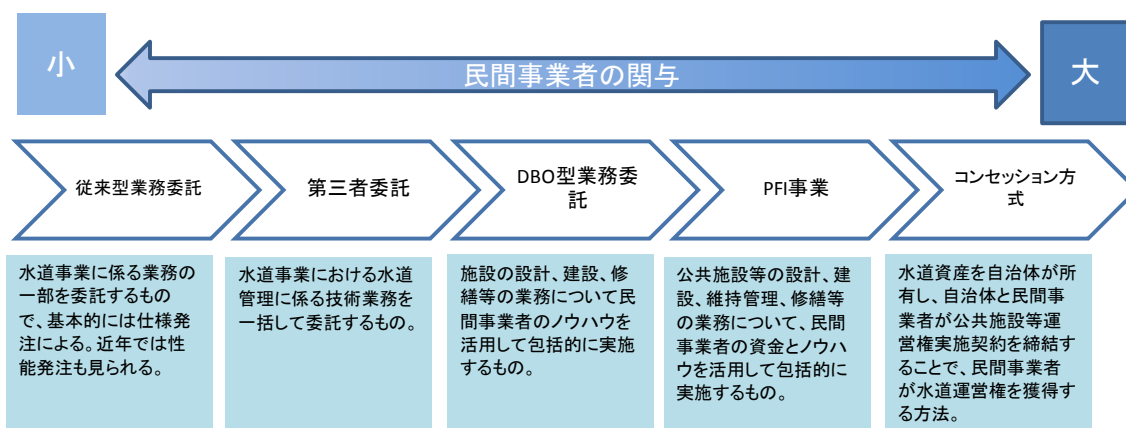 小
民間事業者の関与
大
従来型業務委託
第三者委託
DBO型業務委
託
PFI事業
コンセッション方
式
水道事業に係る業務の
一部を委託するもの
で、基本的には仕様発
注による。近年では性
能発注も見られる。
水道事業における水道
管理に係る技術業務を
一括して委託するもの。
施設の設計、建設、修
繕等の業務について民
間事業者のノウハウを
活用して包括的に実施
するもの。
公共施設等の設計、建
設、維持管理、修繕等
の業務について、民間
事業者の資金とノウハ
ウを活用して包括的に
実施するもの。
水道資産を自治体が所
有し、自治体と民間事
業者が公共施設等運
営権実施契約を締結す
ることで、民間事業者
が水道運営権を獲得す
る方法。